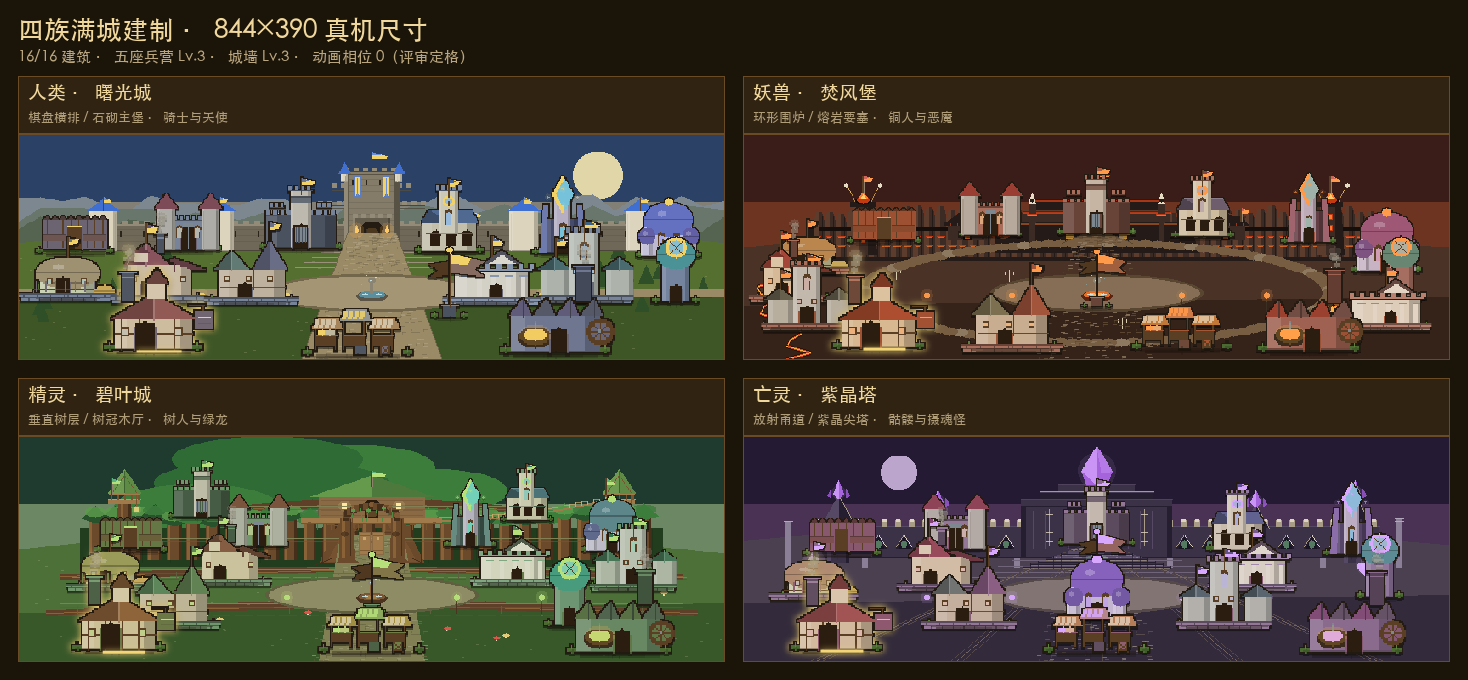 四族满城建制 · 844×390 真机尺寸
16/16 建筑 · 五座兵营 Lv.3 · 城墙 Lv.3 · 动画相位 0（评审定格）
人类 · 曙光城
棋盘横排 / 石砌主堡 · 骑士与天使
妖兽 · 焚风堡
环形围炉 / 熔岩要塞 · 铜人与恶魔
精灵 · 碧叶城
垂直树层 / 树冠木厅 · 树人与绿龙
亡灵 · 紫晶塔
放射甬道 / 紫晶尖塔 · 骷髅与摄魂怪